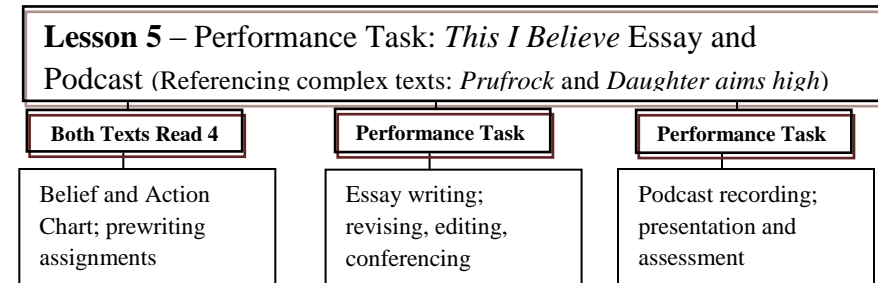 Lesson 5 – Performance Task: This I Believe Essay and
Podcast (Referencing complex texts: Prufrock and Daughter aims high)
Both Texts Read 4
Belief and Action
Chart; prewriting
assignments
Performance Task
Essay writing;
revising, editing,
conferencing
Performance Task
Podcast recording;
presentation and
assessment